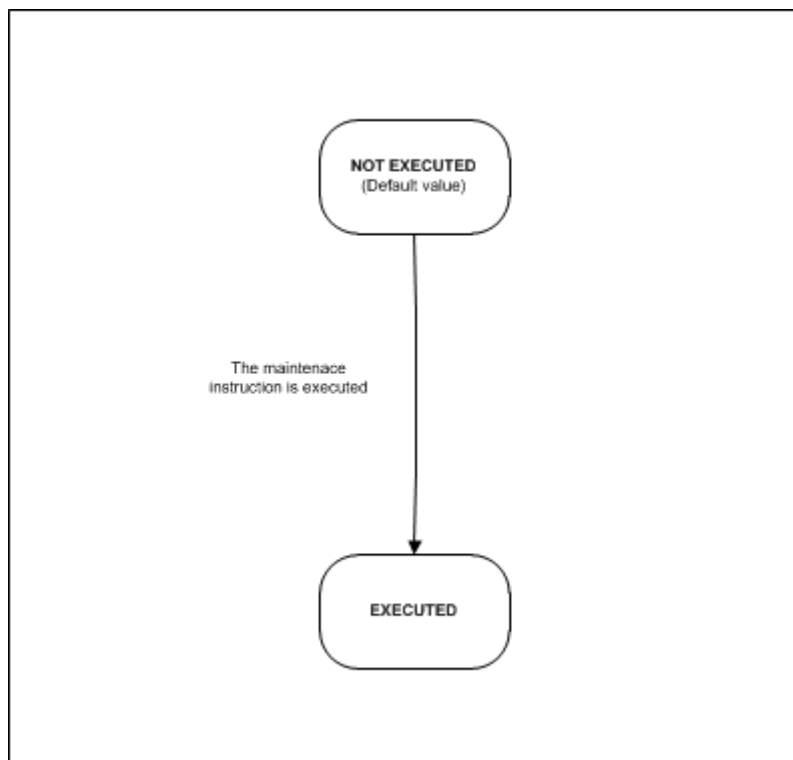 NOT EXECUTED
(Default value)
The maintenace
instruction is executed
EXECUTED